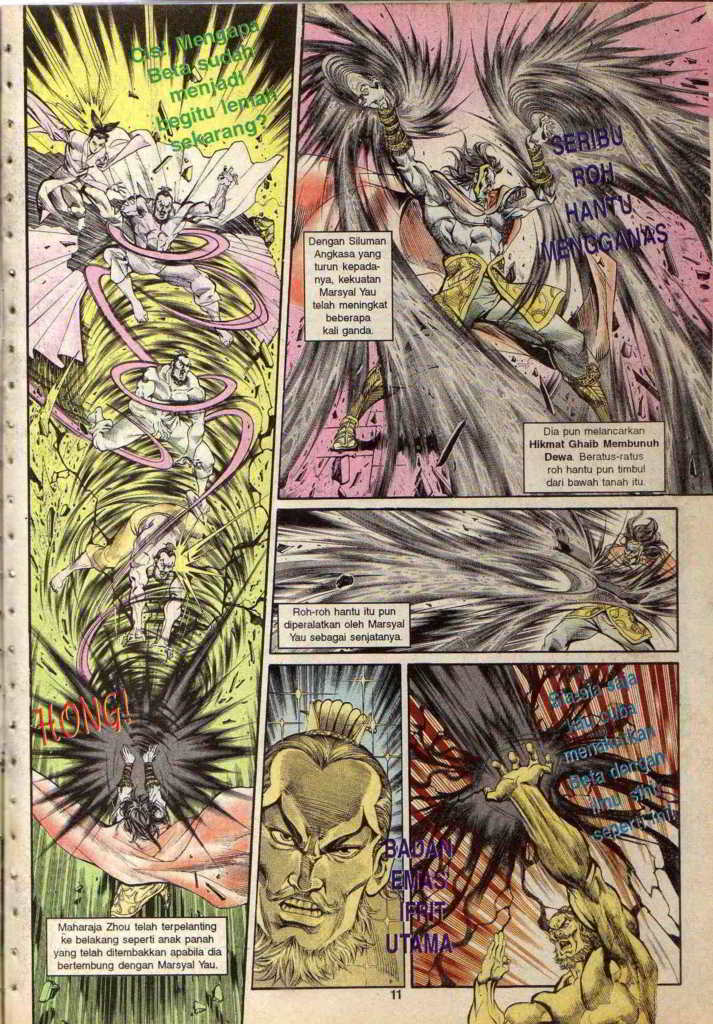 Cis! Mengapa
Beta sudah
menjadi
begitu lemah
sekarang?
HONG!
Maharaja Zhou telah terpelanting
ke belakang seperti anak panah
yang telah ditembakkan apabila dia
bertembung dengan Marsyal Yau.
SERIBU
ROH
HANTU
MENGGANAS
Dengan Siluman
Angkasa yang
turun kepada-
nya, kekuatan
Marsyal Yau
telah meningkat
beberapa
kali ganda.
Dia pun melancarkan
Hikmat Ghaib Membunuh
Dewa. Beratus-ratus
roh hantu pun timbul
dari bawah tanah itu.
Roh-roh hantu itu pun
diperalatkan oleh Marsyal
Yau sebagai senjatanya.
BADAN
EMAS
IFRIT
UTAMA
Sia-sia saja
kau cuba
menakutkan
Beta dengan
ilmu sihir
seperti ini!
11